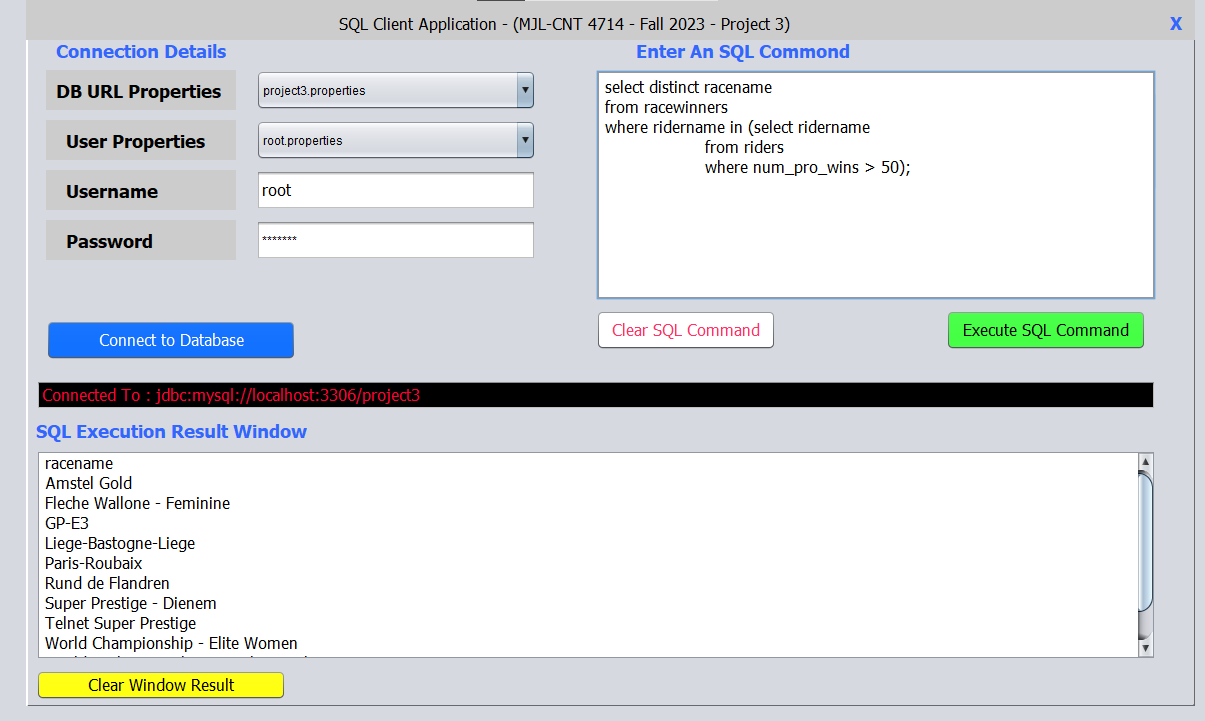 SQL Client Application - (MJL-CNT 4714 - Fall 2023 - Project 3)
X
Connection Details
DB URL Properties
project3.properties
User Properties
root.properties
Username
root
Password
*******
Connect to Database
Enter An SQL Commond
select distinct racename
from racewinners
where ridername in (select ridername
from riders
where num_pro_wins > 50);
Clear SQL Command
Execute SQL Command
Connected To : jdbc:mysql://localhost:3306/project3
SQL Execution Result Window
racename
Amstel Gold
Fleche Wallone - Feminine
GP-E3
Liege-Bastogne-Liege
Paris-Roubaix
Rund de Flandren
Super Prestige - Dienem
Telnet Super Prestige
World Championship - Elite Women
Clear Window Result